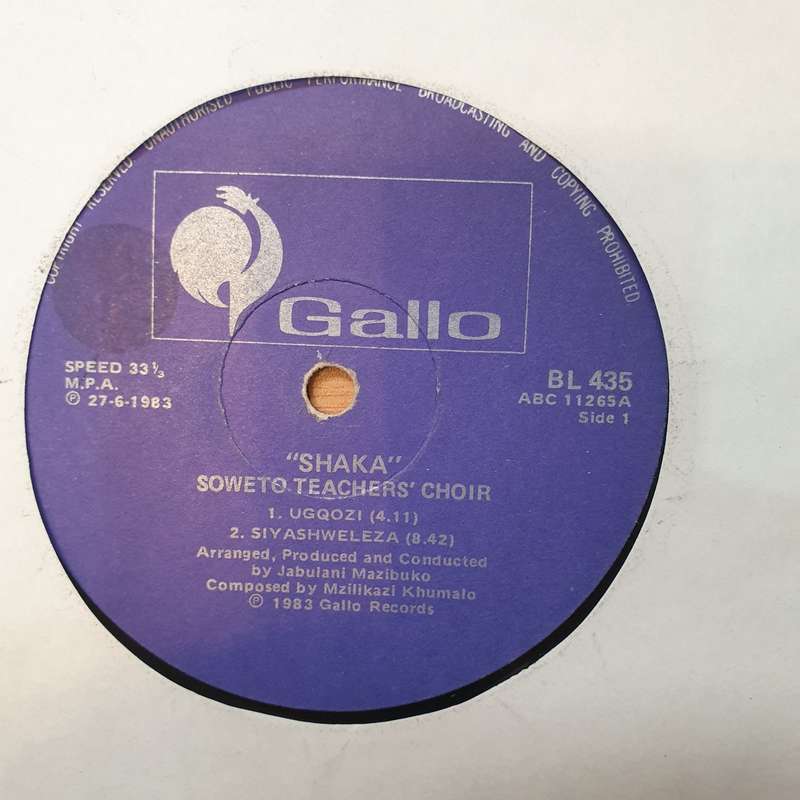 COPYRIGHT RESERVED UNAUTHORISED PUBLIC PERFORMANCE BROADCASTING AND COPYING PROHIBITED
Gallo
SPEED 33⅓
M.P.A.
℗ 27-6-1983
BL 435
ABC 11265A
Side 1
"SHAKA"
SOWETO TEACHERS' CHOIR
1. UGQOZI (4.11)
2. SIYASHWELEZA (8.42)
Arranged, Produced and Conducted
by Jabulani Mazibuko
Composed by Mzilikazi Khumalo
℗ 1983 Gallo Records